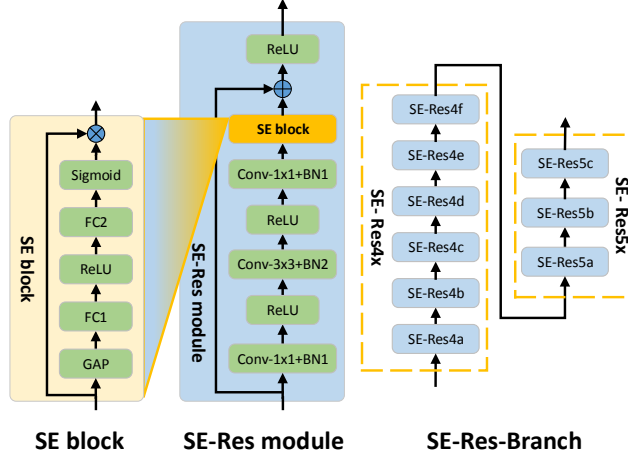 Sigmoid
FC2
ReLU
FC1
GAP
SE block
SE block
ReLU
SE block
Conv-1x1+BN1
ReLU
Conv-3x3+BN2
ReLU
Conv-1x1+BN1
SE-Res module
SE-Res module
SE-Res4f
SE-Res4e
SE-Res4d
SE-Res4c
SE-Res4b
SE-Res4a
SE- Res4x
SE-Res5c
SE-Res5b
SE-Res5a
SE- Res5x
SE-Res-Branch